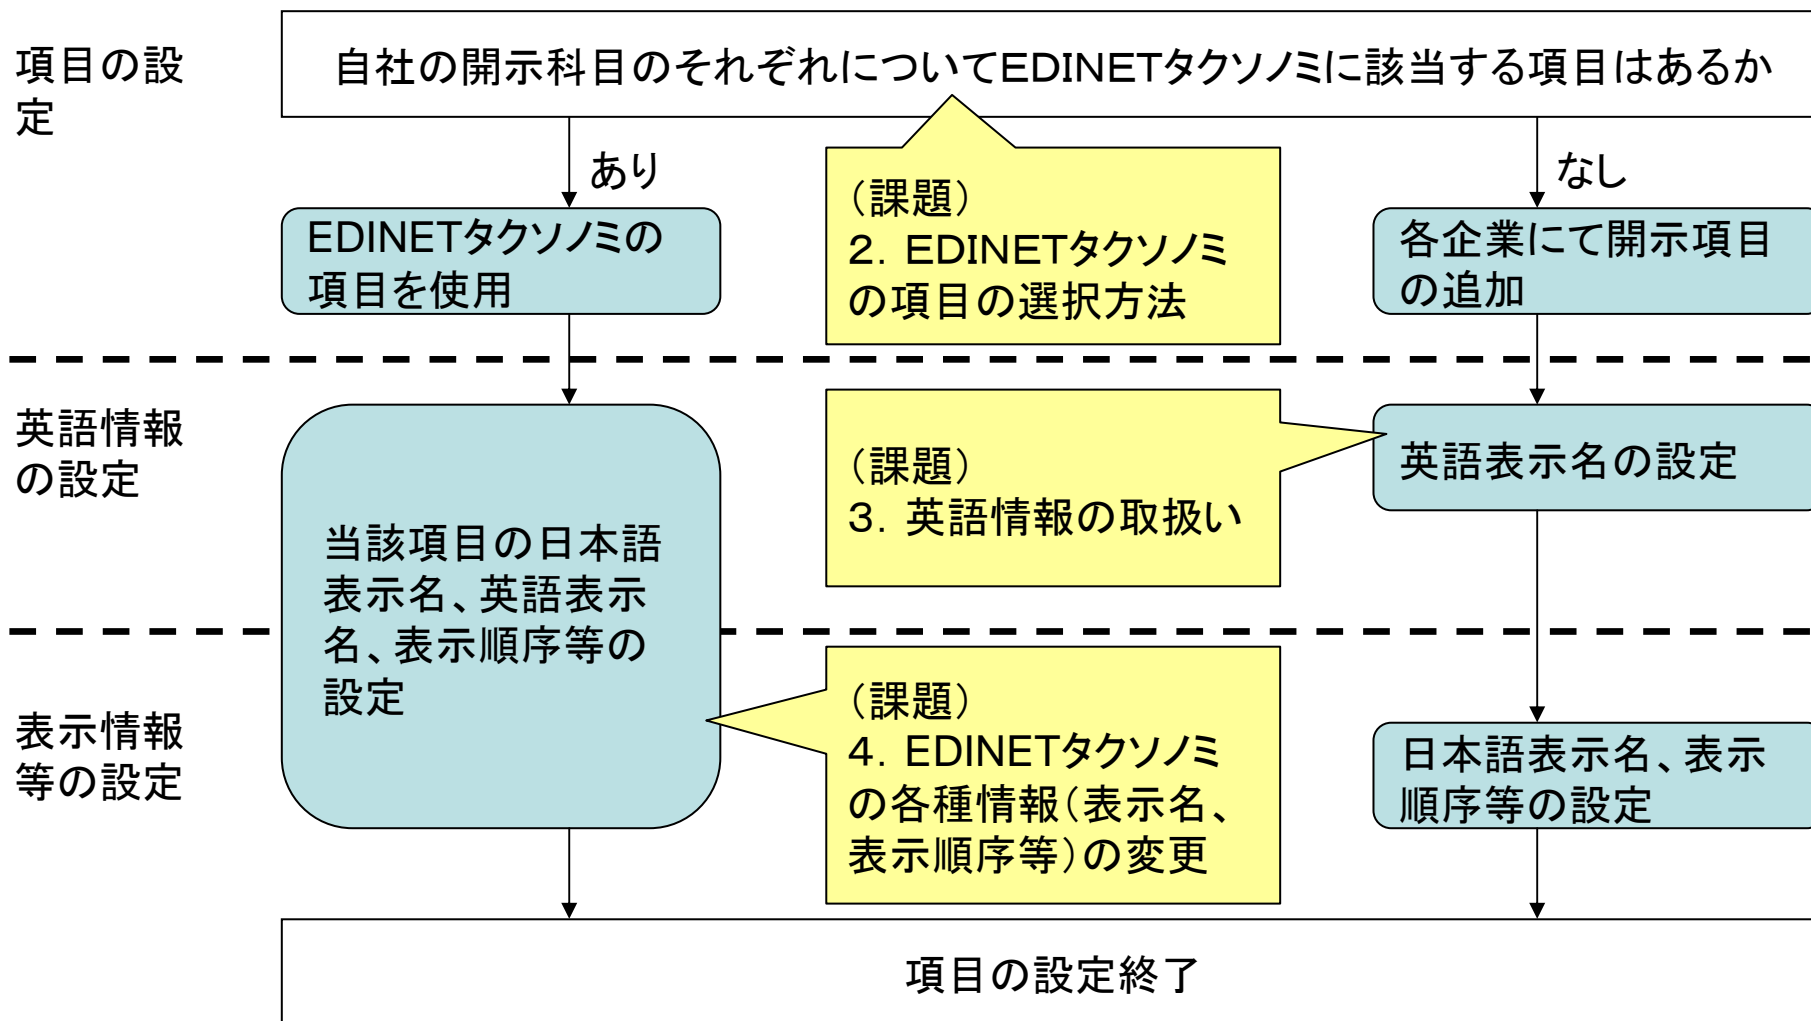 項目の設
定
自社の開示科目のそれぞれについてEDINETタクソノミに該当する項目はあるか
あり
なし
EDINETタクソノミの
項目を使用
（課題）
２．EDINETタクソノミ
の項目の選択方法
各企業にて開示項目
の追加
英語情報
の設定
当該項目の日本語
表示名、英語表示
名、表示順序等の
設定
（課題）
３．英語情報の取扱い
英語表示名の設定
表示情報
等の設定
（課題）
４．EDINETタクソノミ
の各種情報（表示名、
表示順序等）の変更
日本語表示名、表示
順序等の設定
項目の設定終了